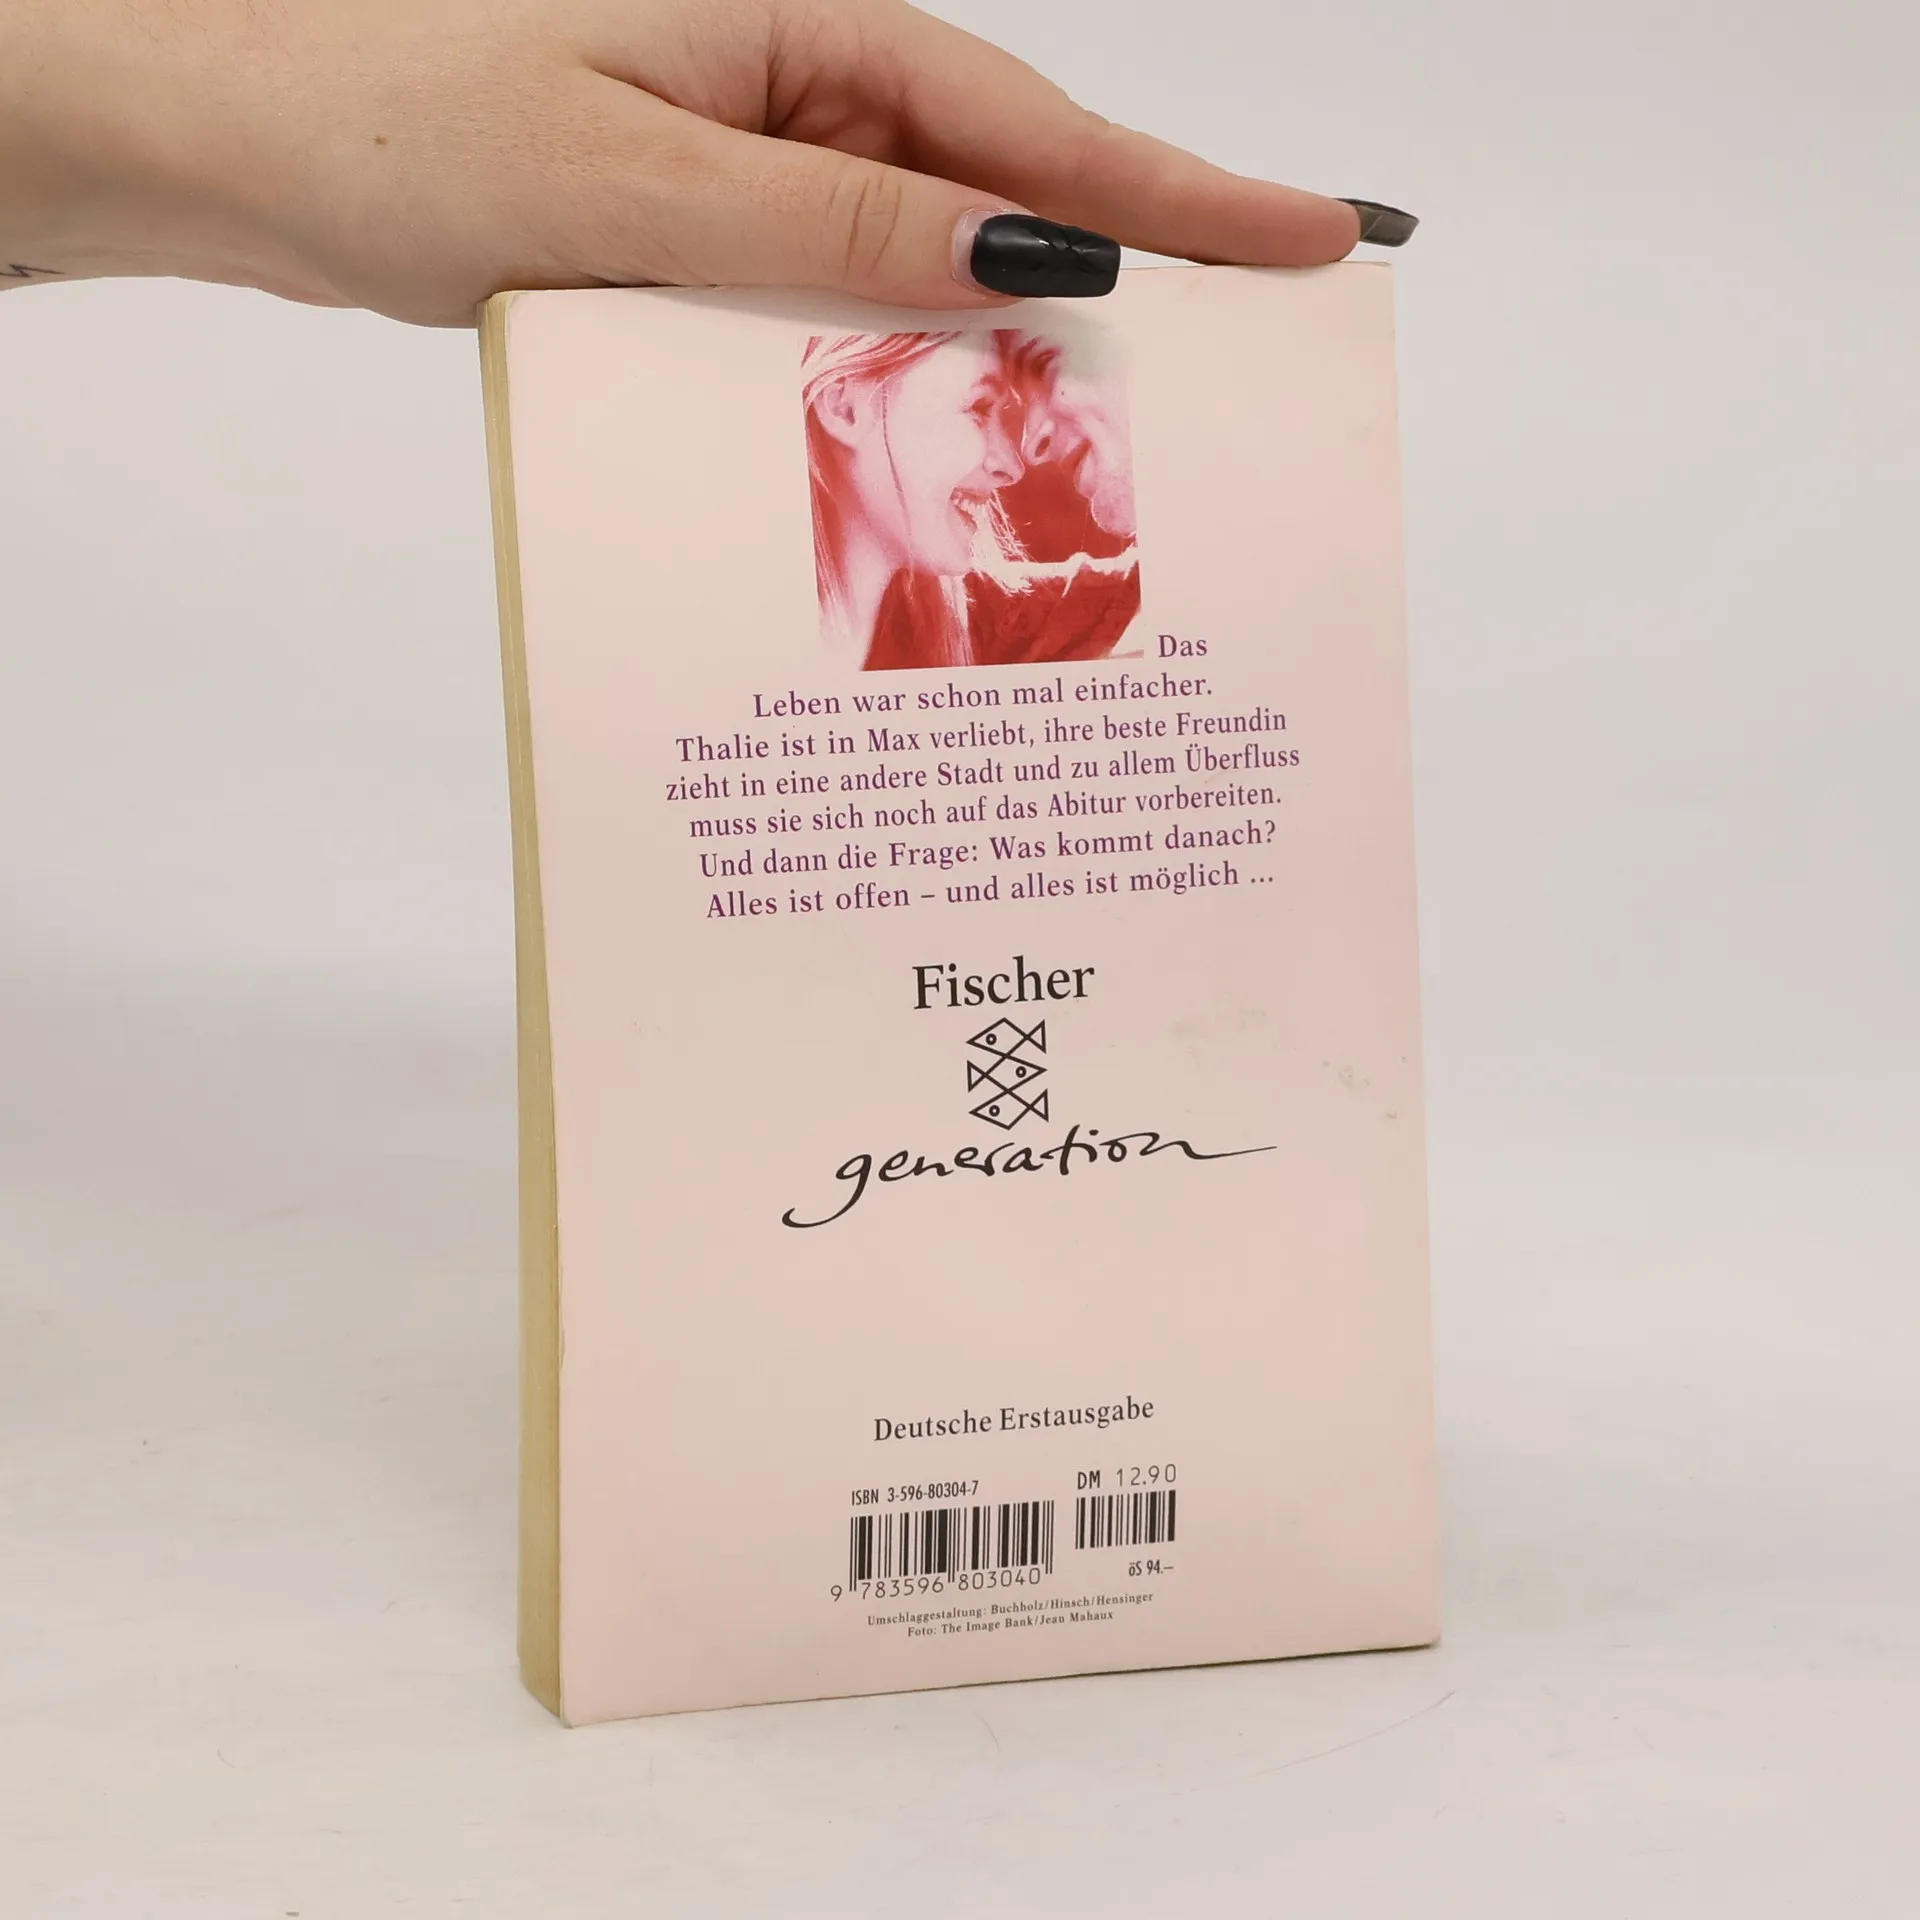 Das
Leben war schon mal einfacher.
Thalie ist in Max verliebt, ihre beste Freundin
zieht in eine andere Stadt und zu allem Überfluss
muss sie sich noch auf das Abitur vorbereiten.
Und dann die Frage: Was kommt danach?
Alles ist offen – und alles ist möglich ...
Fischer
generation
Deutsche Erstausgabe
ISBN 3-596-80304-7
DM 12.90
9 783596 803040
öS 94.–
Umschlaggestaltung: Buchholz/Hinsch/Hensinger
Foto: The Image Bank/Jean Mahaux